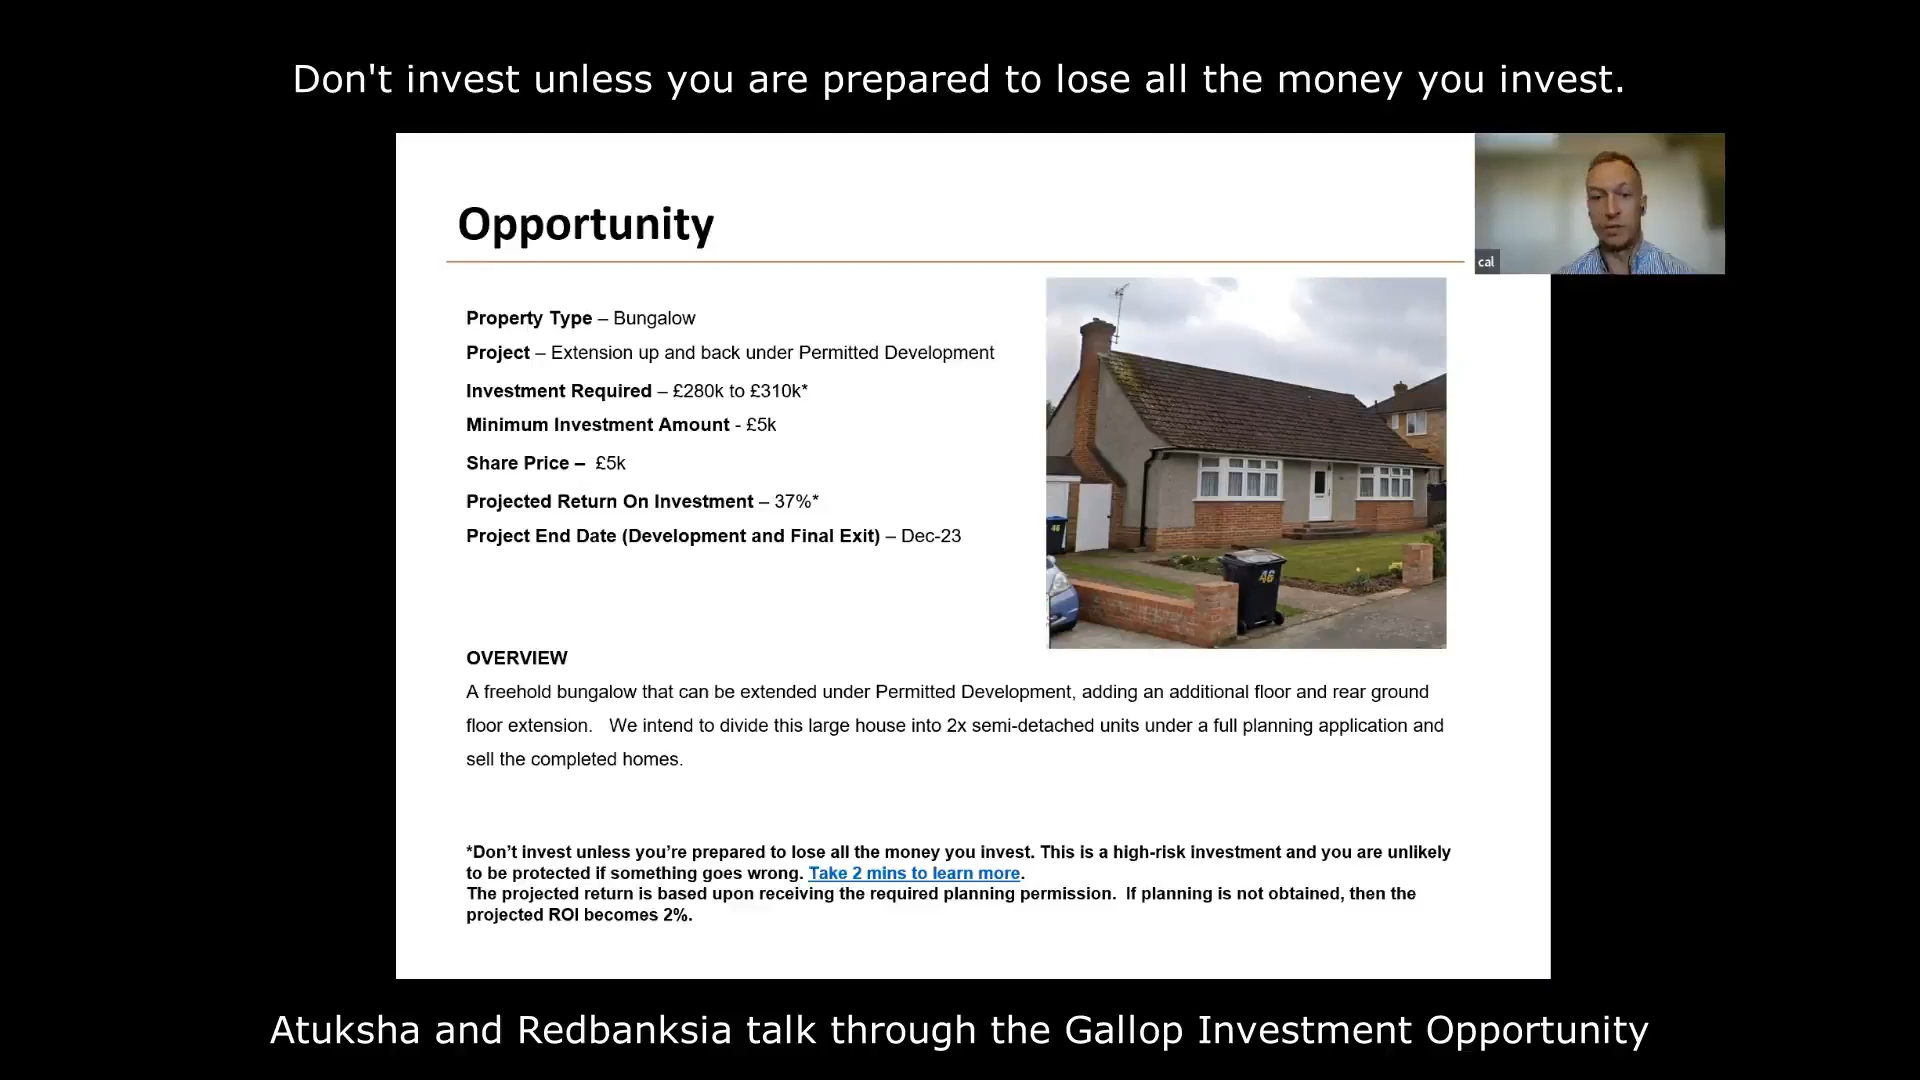 Don't invest unless you are prepared to lose all the money you invest.
cal
Opportunity
Property Type – Bungalow
Project – Extension up and back under Permitted Development
Investment Required – £280k to £310k*
Minimum Investment Amount - £5k
Share Price – £5k
Projected Return On Investment – 37%*
Project End Date (Development and Final Exit) – Dec-23
46
46
OVERVIEW
A freehold bungalow that can be extended under Permitted Development, adding an additional floor and rear ground
floor extension. We intend to divide this large house into 2x semi-detached units under a full planning application and
sell the completed homes.
*Don’t invest unless you’re prepared to lose all the money you invest. This is a high-risk investment and you are unlikely
to be protected if something goes wrong. Take 2 mins to learn more.
The projected return is based upon receiving the required planning permission. If planning is not obtained, then the
projected ROI becomes 2%.
Atuksha and Redbanksia talk through the Gallop Investment Opportunity